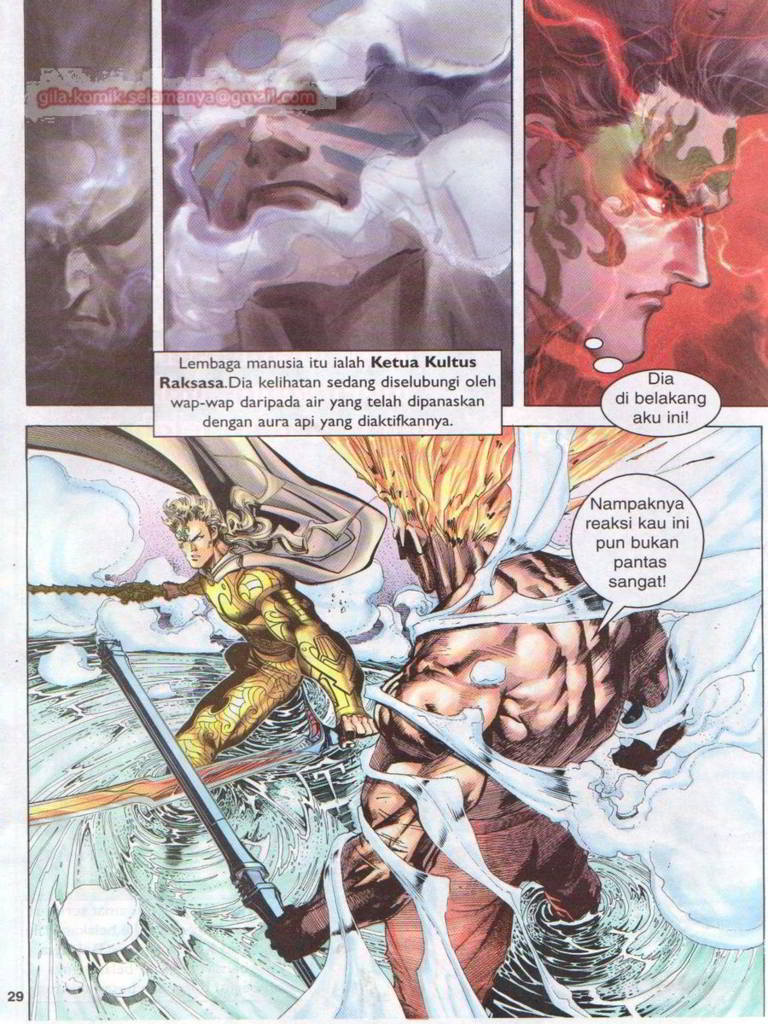 gila.komik.selamanya@gmail.com
Lembaga manusia itu ialah Ketua Kultus
Raksasa.Dia kelihatan sedang diselubungi oleh
wap-wap daripada air yang telah dipanaskan
dengan aura api yang diaktifkannya.
Dia
di belakang
aku ini!
Nampaknya
reaksi kau ini
pun bukan
pantas
sangat!
29